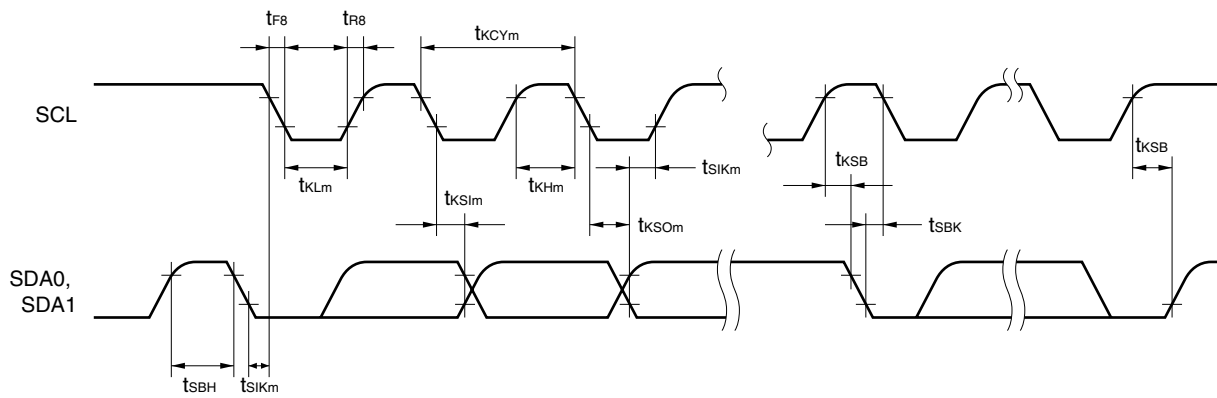 tF8
tR8
tKCYm
SCL
tKLm
tKSIm
tKHm
tSIKm
tKSOm
tKSB
tKSB
tSBK
SDA0,
SDA1
tSBH
tSIKm